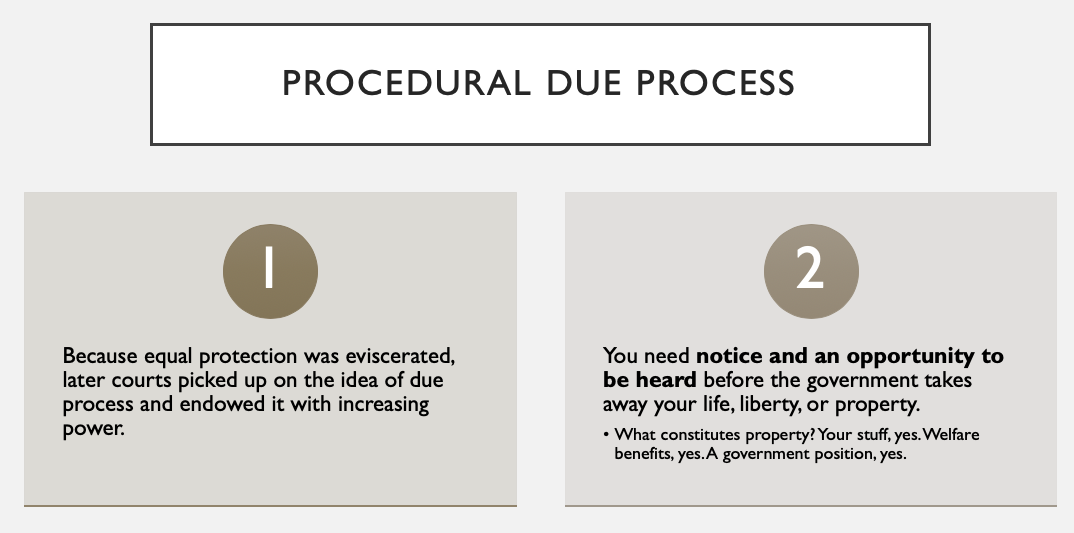 PROCEDURAL DUE PROCESS
1
Because equal protection was eviscerated,
later courts picked up on the idea of due
process and endowed it with increasing
power.
2
You need notice and an opportunity to
be heard before the government takes
away your life, liberty, or property.
• What constitutes property? Your stuff, yes. Welfare
benefits, yes. A government position, yes.